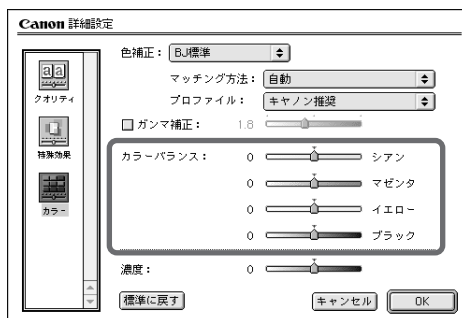 Canon 詳細設定
aa
クオリティ
特殊効果
カラー
色補正： BJ標準
マッチング方法： 自動
プロファイル： キヤノン推奨
ガンマ補正： 1.8
カラーバランス： 0 シアン
0 マゼンタ
0 イエロー
0 ブラック
濃度： 0
標準に戻す キャンセル OK